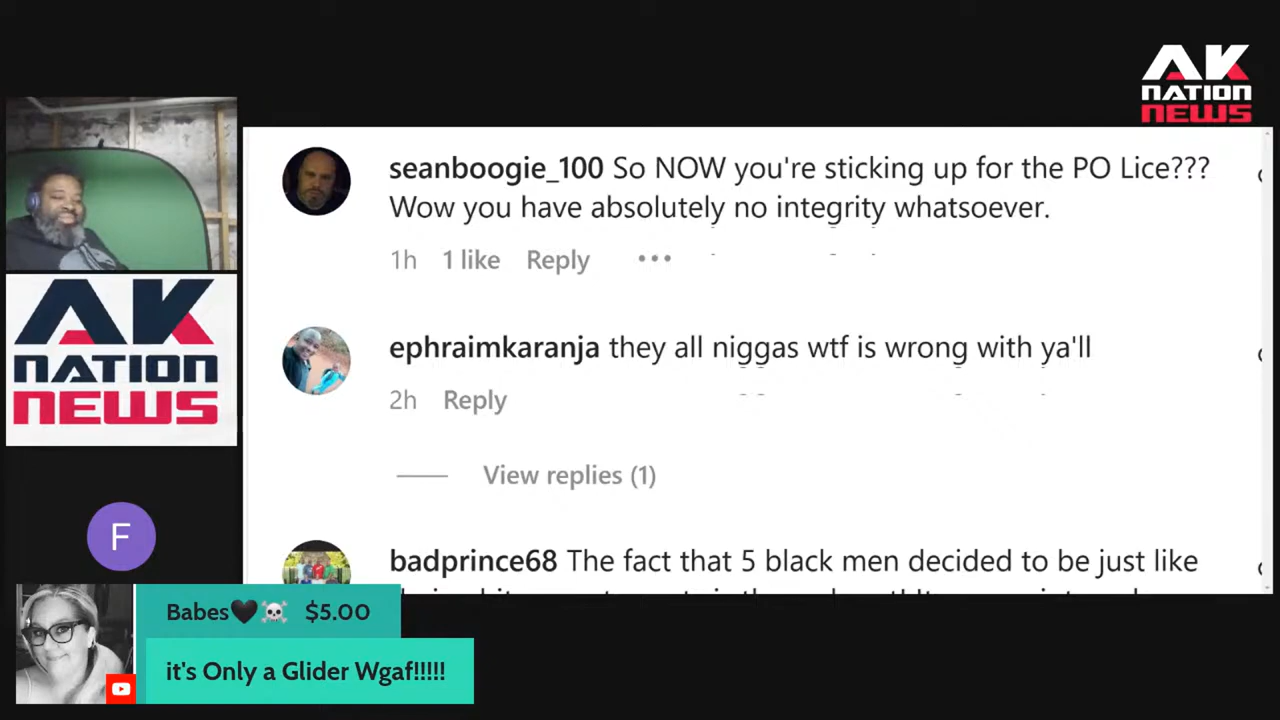 AK
NATION
NEWS
seanboogie_100 So NOW you're sticking up for the PO Lice???
Wow you have absolutely no integrity whatsoever.
1h 1 like Reply •••
AK
NATION
NEWS
ephraimkaranja they all niggas wtf is wrong with ya'll
2h Reply
View replies (1)
F
badprince68 The fact that 5 black men decided to be just like
Babes🖤☠️ $5.00
it's Only a Glider Wgaf!!!!!